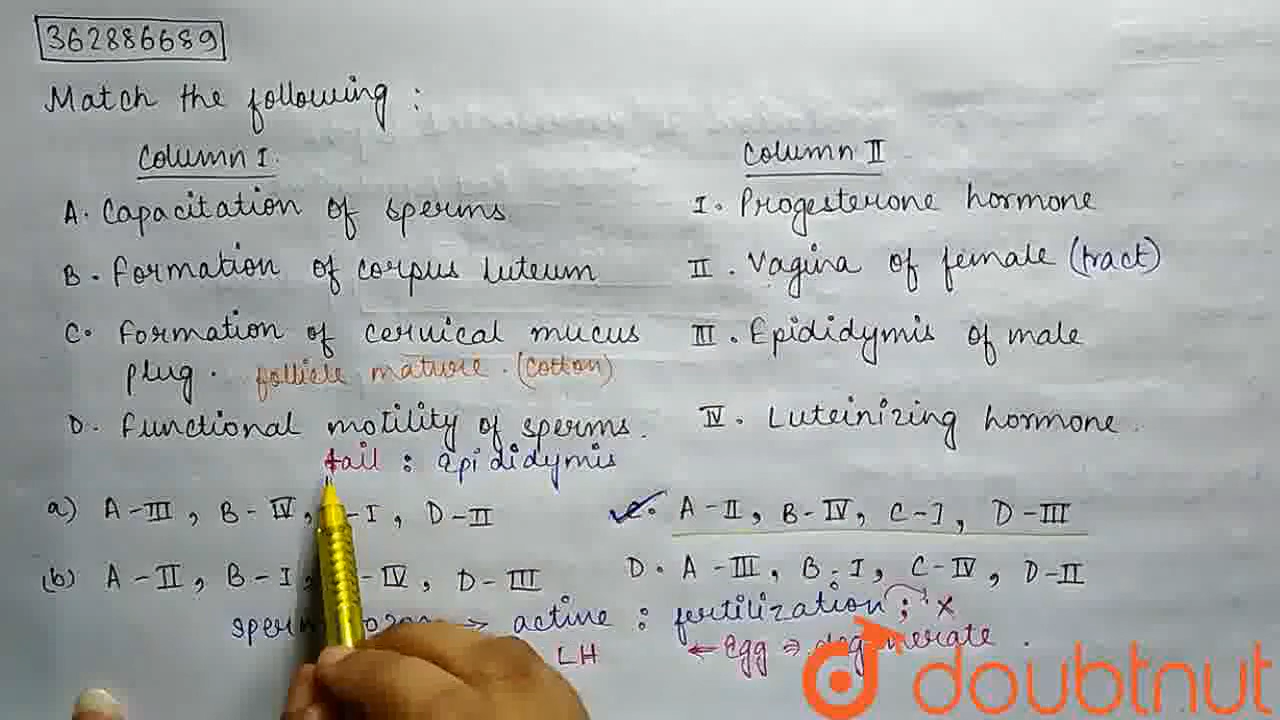 362886689
Match the following :
Column I.
Column II
A. Capacitation of sperms
I. Progesterone hormone
B. Formation of corpus luteum
II. Vagina of female (tract)
C. Formation of cervical mucus
III. Epididymis of male
plug. follicle mature. (cotton)
D. Functional motility of sperms.
IV. Luteinizing hormone.
tail : epididymis
a) A-III, B-IV, -I, D-II
c. A-II, B-IV, C-I, D-III
(b) A-II, B-I, -IV, D-III
D. A-III, B-I, C-IV, D-II
→ active : fertilization ; x
LH
← Egg ⇒ degenerate.
doubtnut